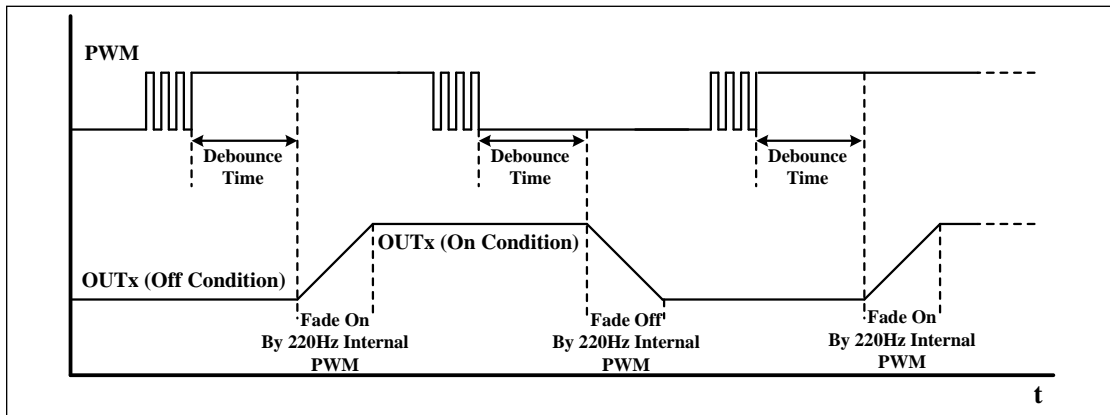 PWM
Debounce
Time
Debounce
Time
Debounce
Time
OUTx (On Condition)
OUTx (Off Condition)
Fade On
By 220Hz Internal
PWM
Fade Off
By 220Hz Internal
PWM
Fade On
By 220Hz Internal
PWM
t